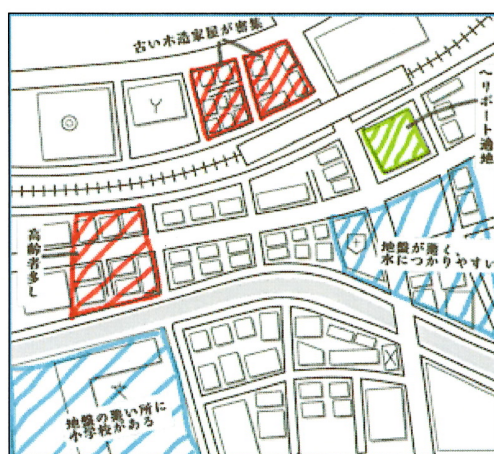 古い木造家屋が密集
ヘリポート適地
高齢者多し
地盤が悪く、
水につかりやすい
地盤の悪い所に
小学校がある